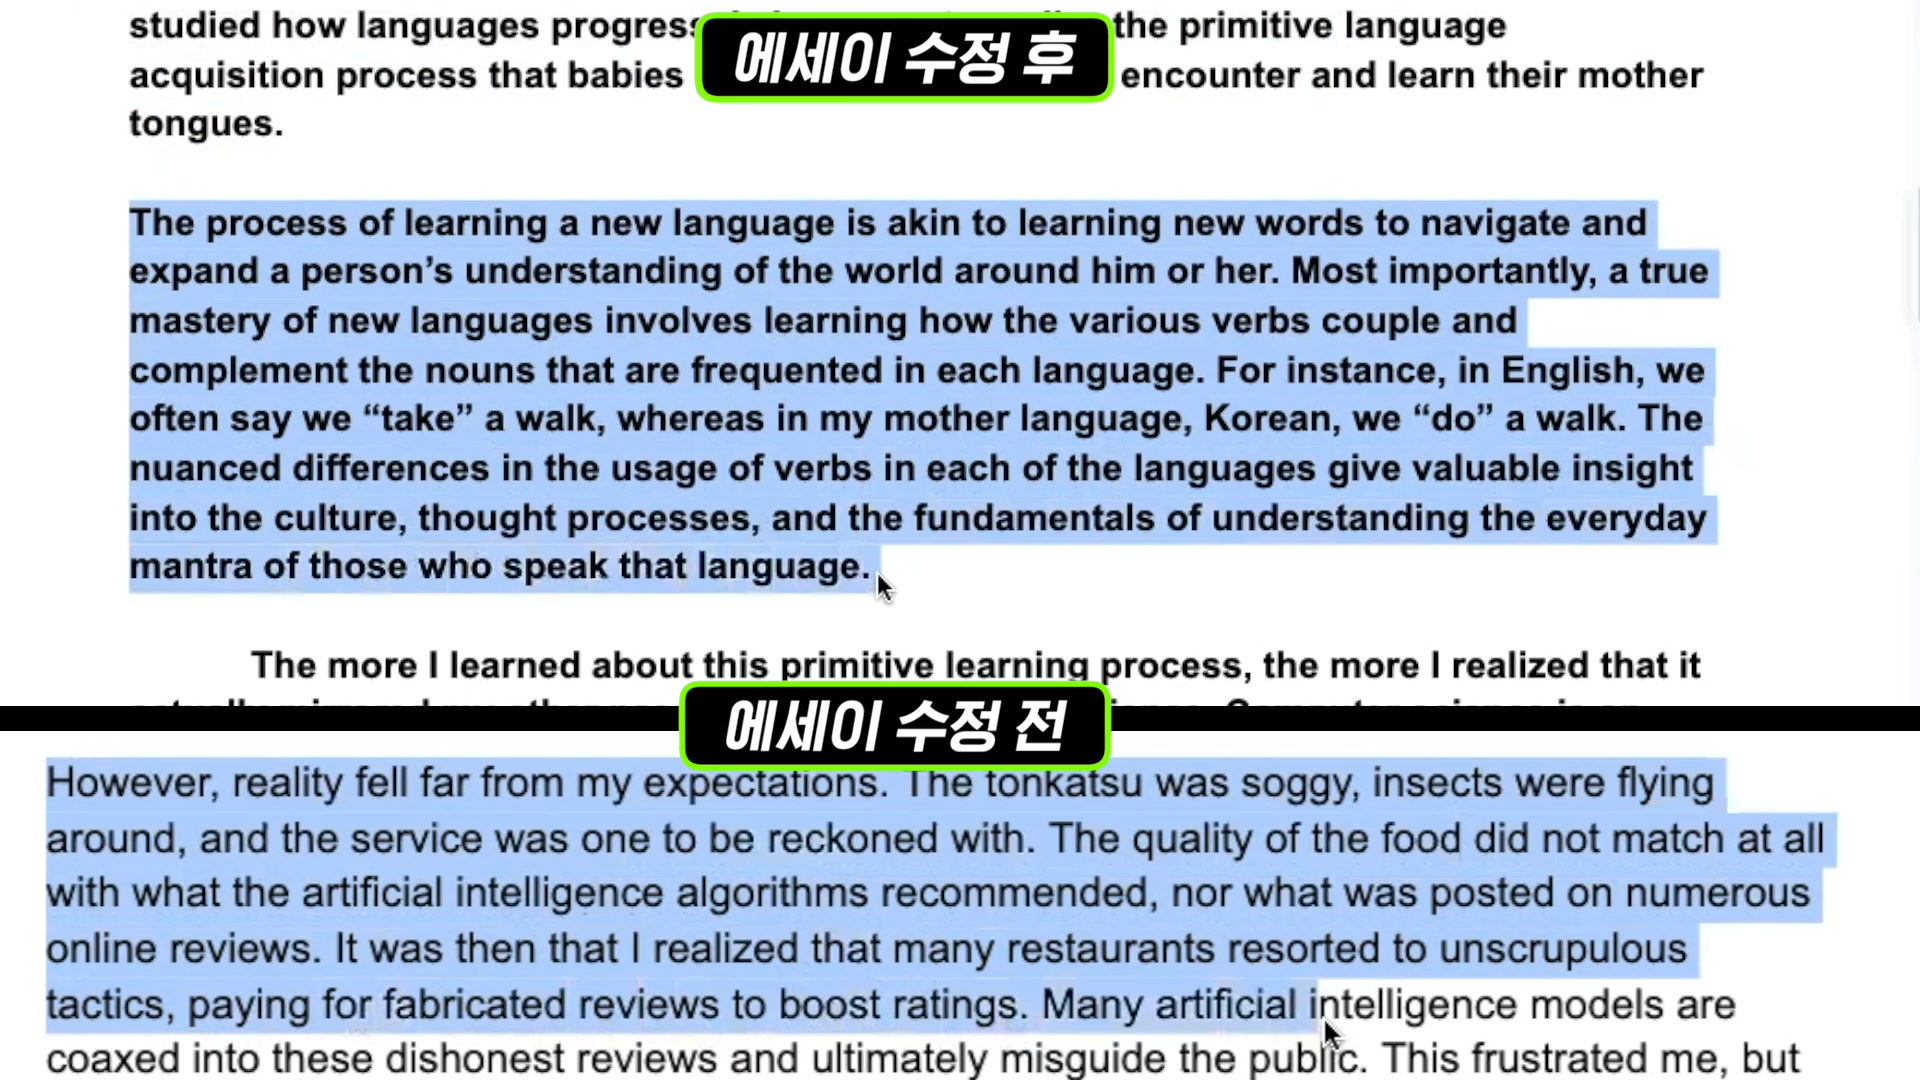 studied how languages progress the primitive language
에세이 수정 후
acquisition process that babies encounter and learn their mother
tongues.
The process of learning a new language is akin to learning new words to navigate and
expand a person’s understanding of the world around him or her. Most importantly, a true
mastery of new languages involves learning how the various verbs couple and
complement the nouns that are frequented in each language. For instance, in English, we
often say we “take” a walk, whereas in my mother language, Korean, we “do” a walk. The
nuanced differences in the usage of verbs in each of the languages give valuable insight
into the culture, thought processes, and the fundamentals of understanding the everyday
mantra of those who speak that language.
The more I learned about this primitive learning process, the more I realized that it
에세이 수정 전
However, reality fell far from my expectations. The tonkatsu was soggy, insects were flying
around, and the service was one to be reckoned with. The quality of the food did not match at all
with what the artificial intelligence algorithms recommended, nor what was posted on numerous
online reviews. It was then that I realized that many restaurants resorted to unscrupulous
tactics, paying for fabricated reviews to boost ratings. Many artificial intelligence models are
coaxed into these dishonest reviews and ultimately misguide the public. This frustrated me, but